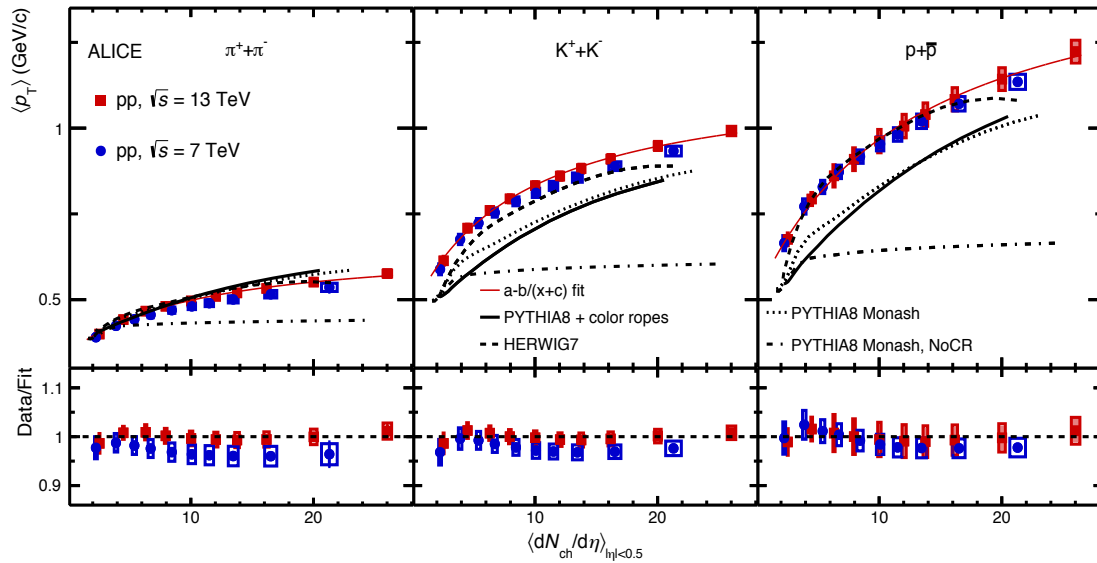 ⟨p_T⟩ (GeV/c)
ALICE
π⁺+π⁻
K⁺+K⁻
p+p̅
pp, √s = 13 TeV
pp, √s = 7 TeV
1
0.5
a-b/(x+c) fit
PYTHIA8 + color ropes
HERWIG7
PYTHIA8 Monash
PYTHIA8 Monash, NoCR
Data/Fit
1.1
1
0.9
0 10 20 10 20 10 20
⟨dN_ch/dη⟩_|η|<0.5